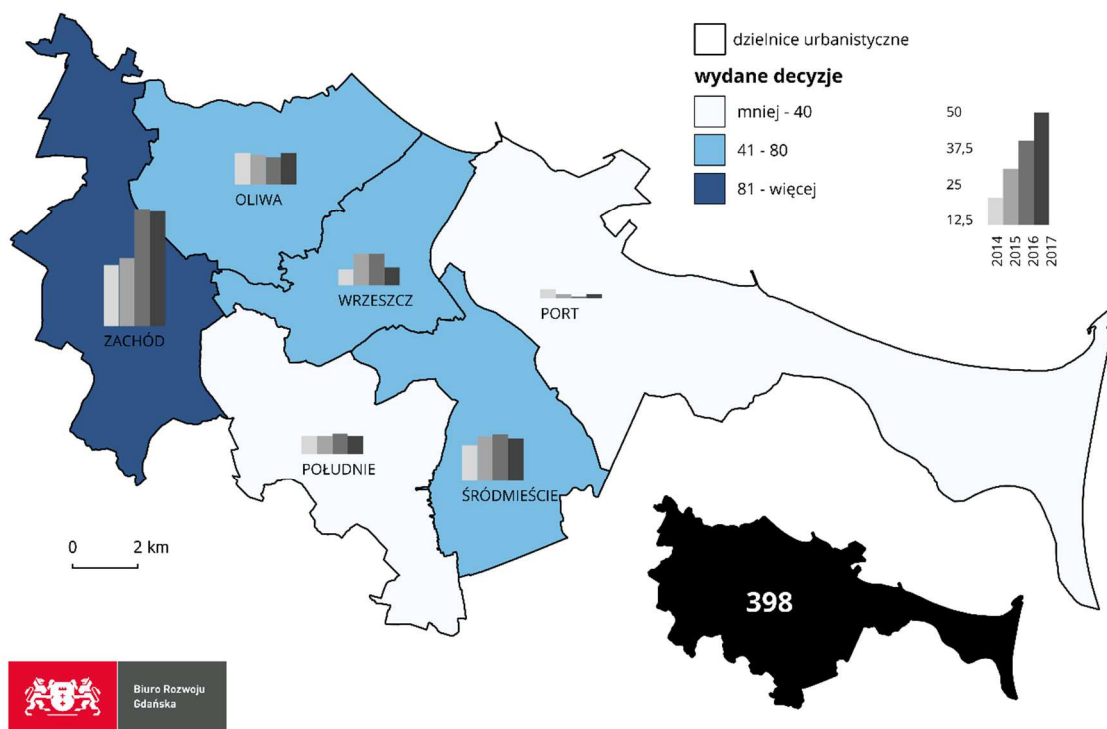 dzielnice urbanistyczne
wydane decyzje
mniej - 40
41 - 80
81 - więcej
50
37,5
25
12,5
2014
2015
2016
2017
OLIWA
WRZESZCZ
PORT
ZACHÓD
POŁUDNIE
ŚRÓDMIEŚCIE
0 2 km
398
Biuro Rozwoju
Gdańska